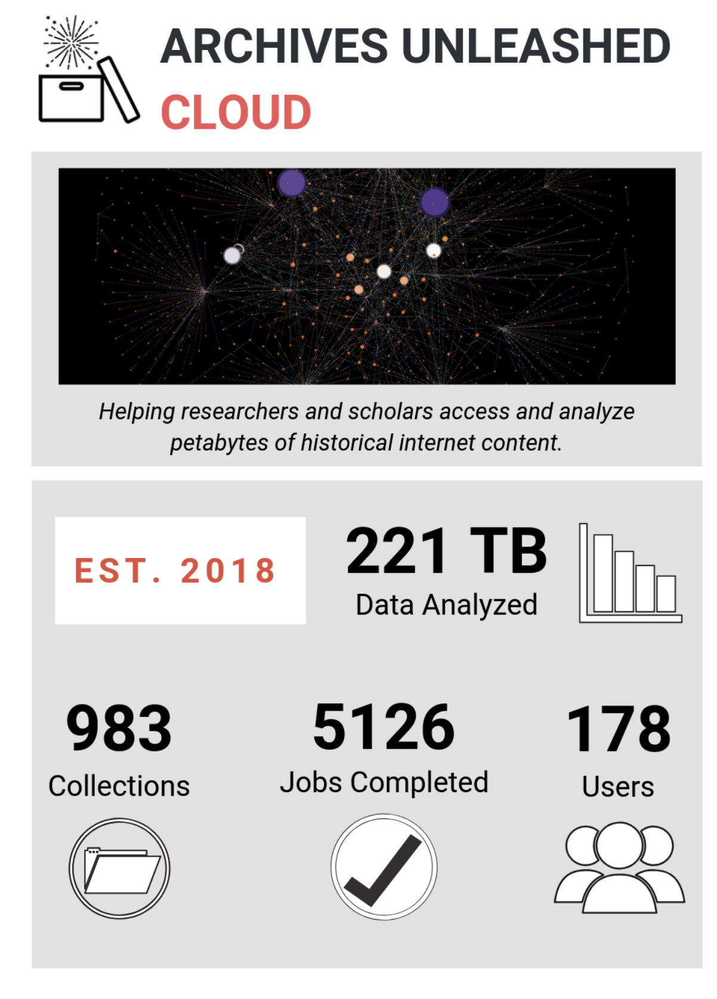 ARCHIVES UNLEASHED
CLOUD
Helping researchers and scholars access and analyze
petabytes of historical internet content.
EST. 2018
221 TB
Data Analyzed
983
Collections
5126
Jobs Completed
178
Users